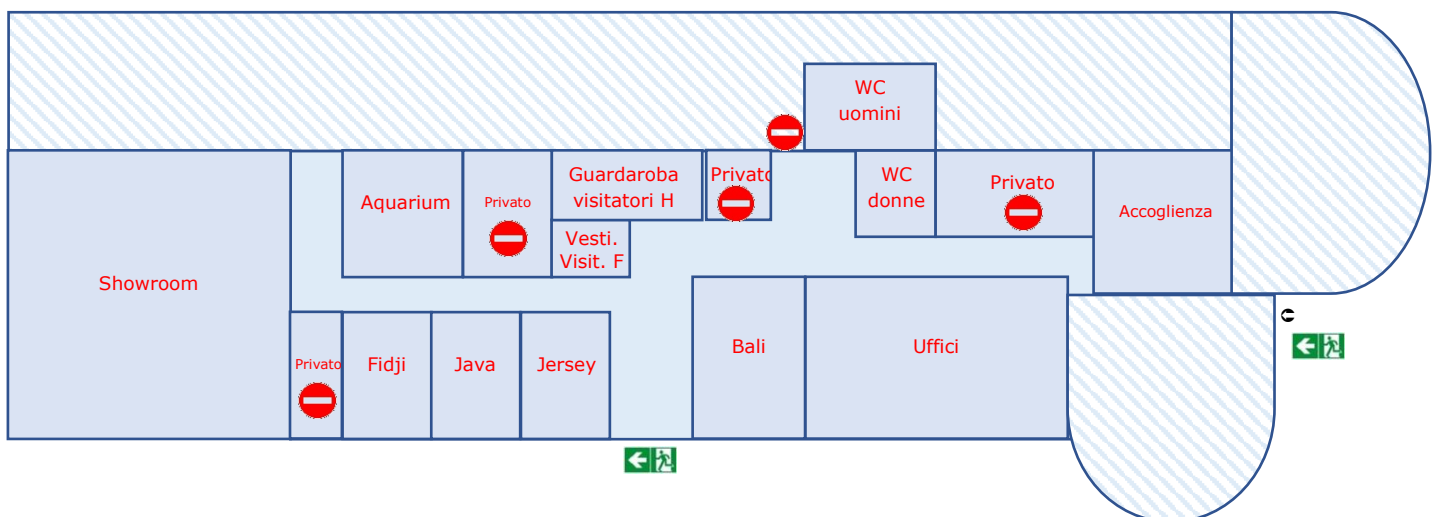 WC
uomini
Guardaroba
visitatori H
Privato
WC
donne
Privato
Aquarium
Privato
Accoglienza
Vesti.
Visit. F
Showroom
Bali
Uffici
Privato
Fidji
Java
Jersey